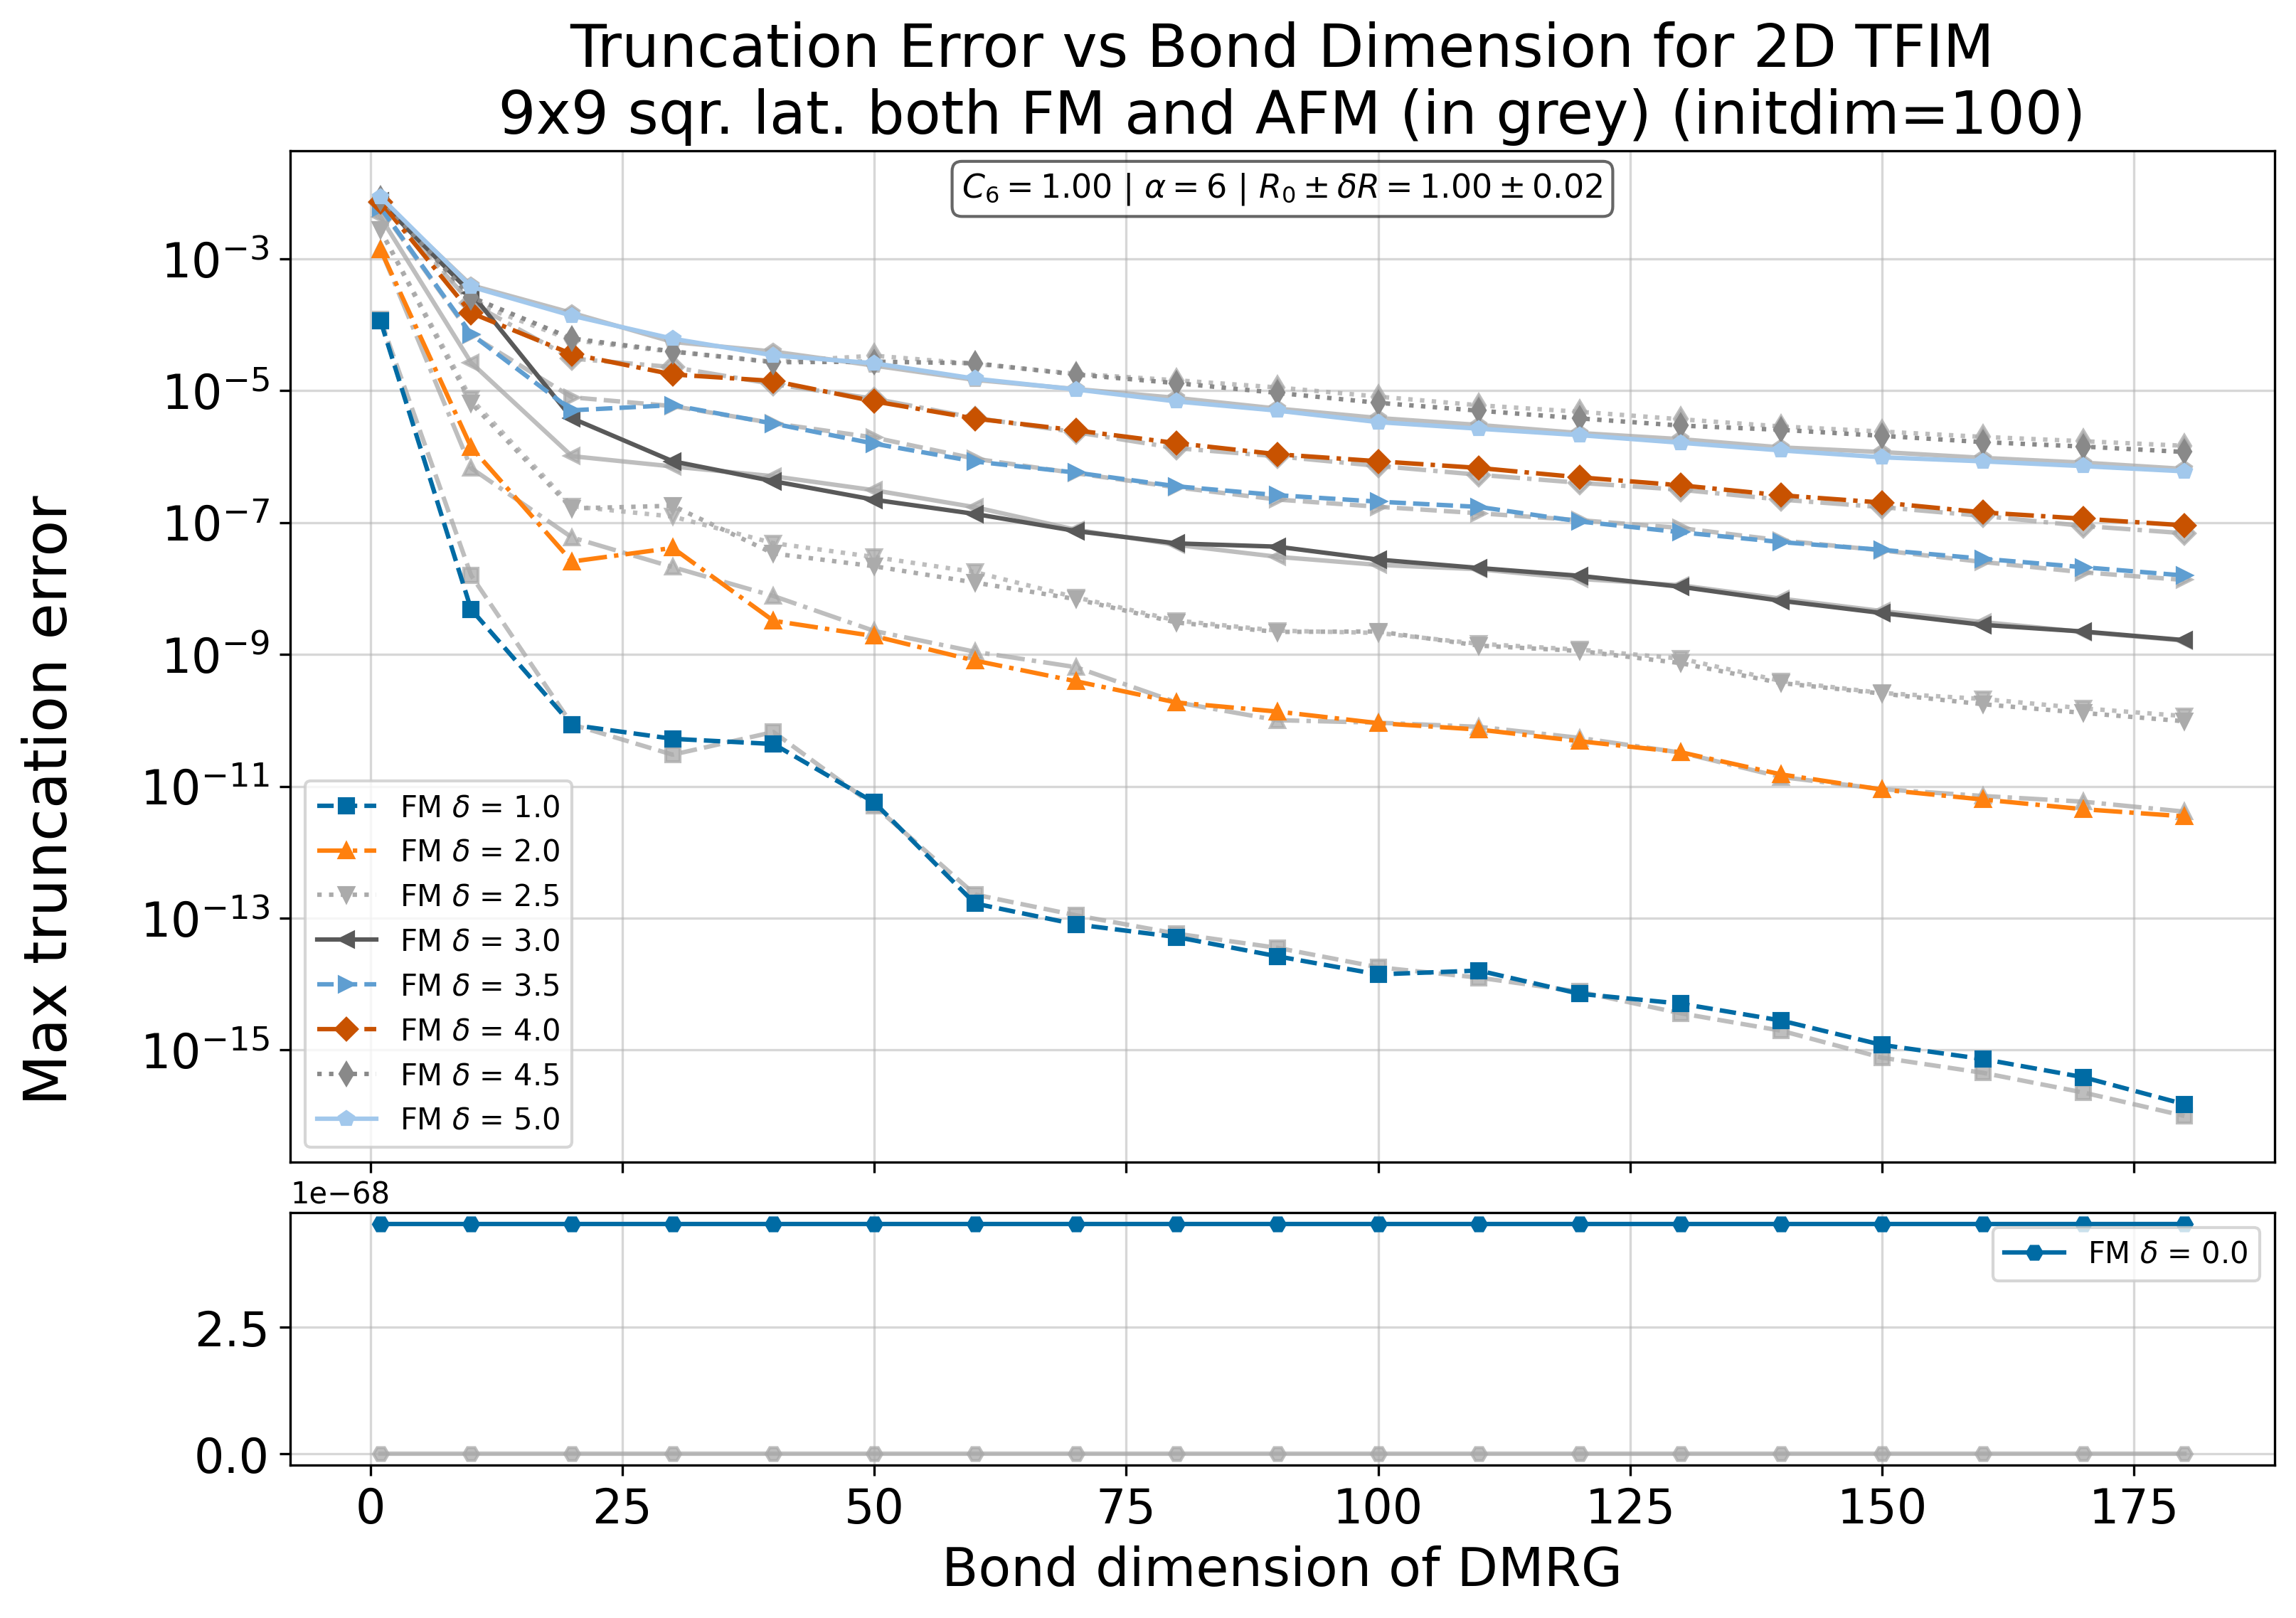 Truncation Error vs Bond Dimension for 2D TFIM
9x9 sqr. lat. both FM and AFM (in grey) (initdim=100)
C₆ = 1.00 | α = 6 | R₀ ± δR = 1.00 ± 0.02
Max truncation error
10⁻³
10⁻⁵
10⁻⁷
10⁻⁹
10⁻¹¹
10⁻¹³
10⁻¹⁵
FM δ = 1.0
FM δ = 2.0
FM δ = 2.5
FM δ = 3.0
FM δ = 3.5
FM δ = 4.0
FM δ = 4.5
FM δ = 5.0
1e−68
FM δ = 0.0
2.5
0.0
0 25 50 75 100 125 150 175
Bond dimension of DMRG